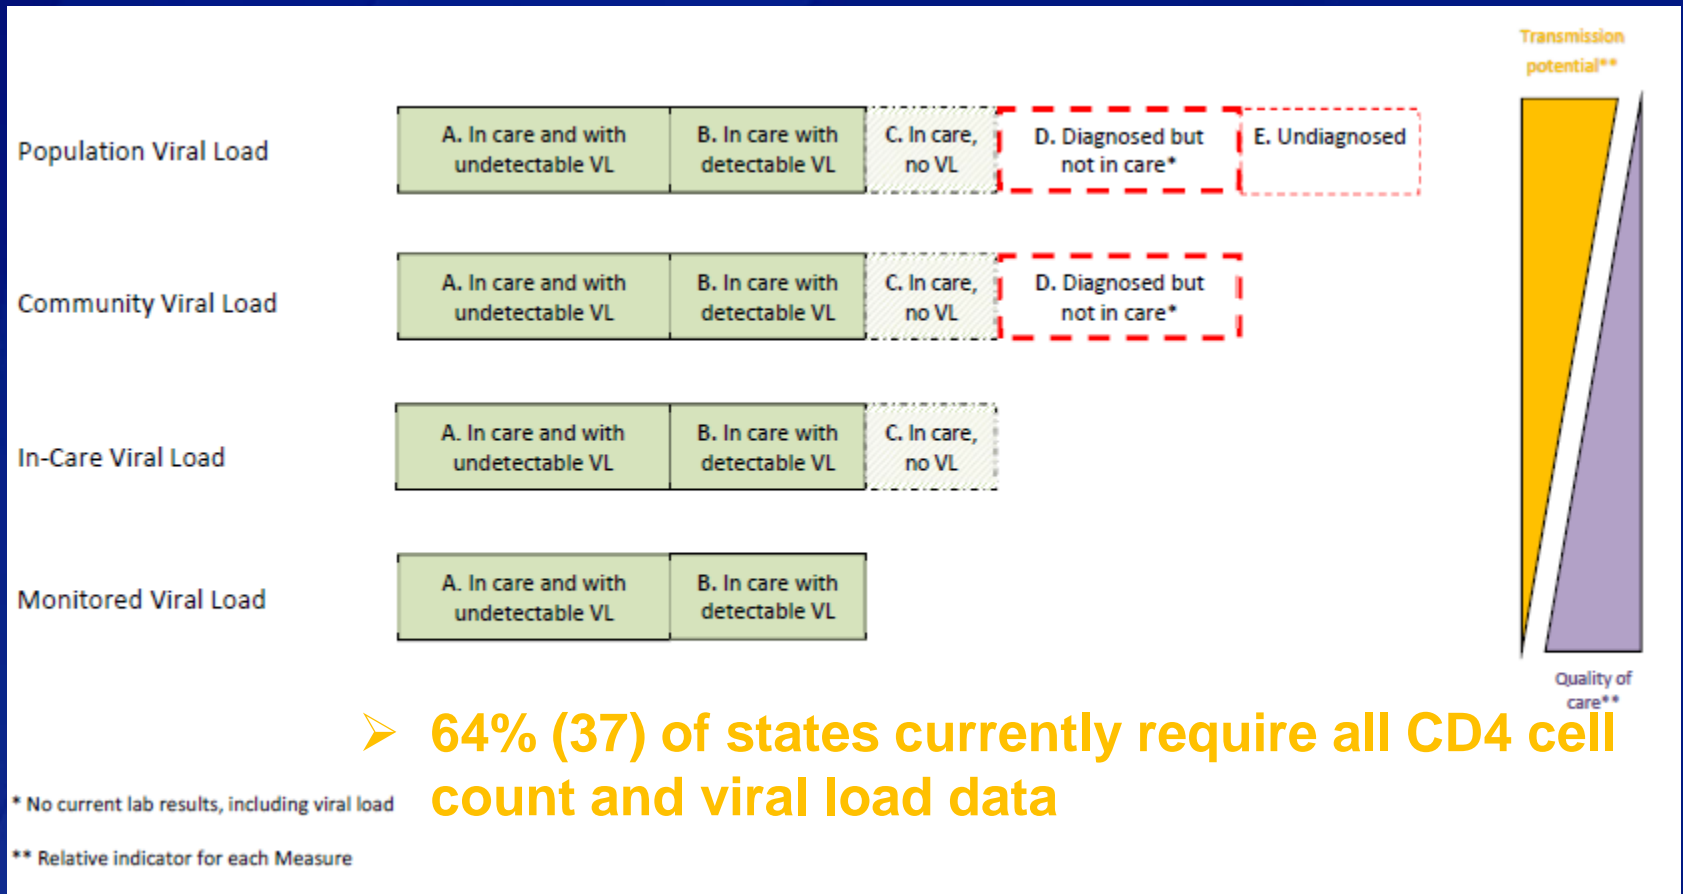 Transmission
potential**
Population Viral Load
A. In care and with
undetectable VL
B. In care with
detectable VL
C. In care,
no VL
D. Diagnosed but
not in care*
E. Undiagnosed
Community Viral Load
A. In care and with
undetectable VL
B. In care with
detectable VL
C. In care,
no VL
D. Diagnosed but
not in care*
In-Care Viral Load
A. In care and with
undetectable VL
B. In care with
detectable VL
C. In care,
no VL
Monitored Viral Load
A. In care and with
undetectable VL
B. In care with
detectable VL
Quality of
care**
➢ 64% (37) of states currently require all CD4 cell
count and viral load data
* No current lab results, including viral load
** Relative indicator for each Measure